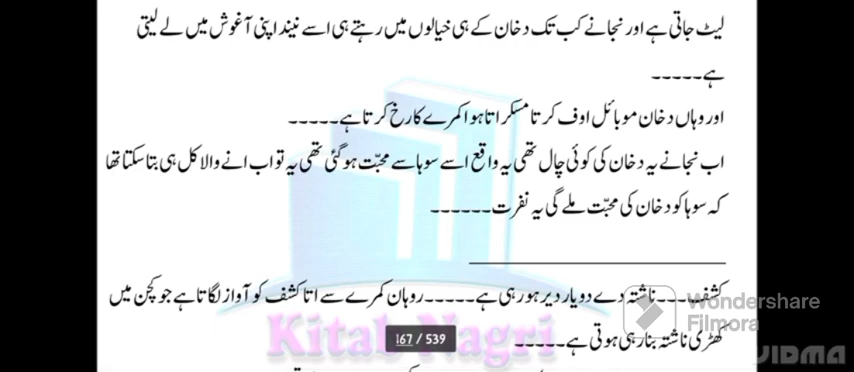 لیٹ جاتی ہے اور نجانے کب تک دخان کے ہی خیالوں میں رہتے ہی اسے نیند اپنی آغوش میں لے لیتی
ہے-----
اور وہاں دخان موبائل اوف کرتا مسکراتا ہوا کمرے کا رخ کرتا ہے-----
اب نجانے یہ دخان کی کوئی چال تھی یہ واقع اسے سوہا سے محبّت ہو گئی تھی یہ تو اب انے والا کل ہی بتا سکتا تھا
کہ سوہا کو دخان کی محبّت ملے گی یہ نفرت------
کشف---ناشتہ دے دو یار دیر ہو رہی ہے-----روہان کمرے سے اتا کشف کو آواز لگاتا ہے جو کچن میں
کھڑی ناشتہ بنا رہی ہوتی ہے-----
Wondershare
Filmora
Kitab Nagri
167 / 539
VIDMA